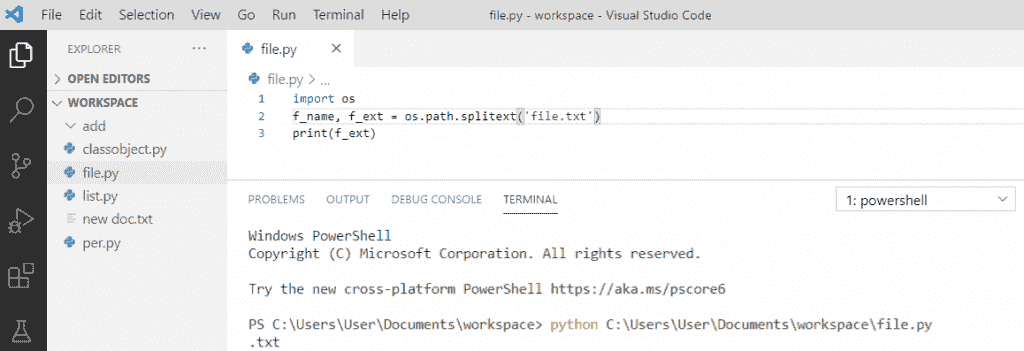 File Edit Selection View Go Run Terminal Help file.py - workspace - Visual Studio Code
EXPLORER ...
OPEN EDITORS
WORKSPACE
add
classobject.py
file.py
list.py
new doc.txt
per.py
file.py
file.py > ...
1 import os
2 f_name, f_ext = os.path.splitext('file.txt')
3 print(f_ext)
PROBLEMS OUTPUT DEBUG CONSOLE TERMINAL 1: powershell
Windows PowerShell
Copyright (C) Microsoft Corporation. All rights reserved.
Try the new cross-platform PowerShell https://aka.ms/pscore6
PS C:\Users\User\Documents\workspace> python C:\Users\User\Documents\workspace\file.py
.txt